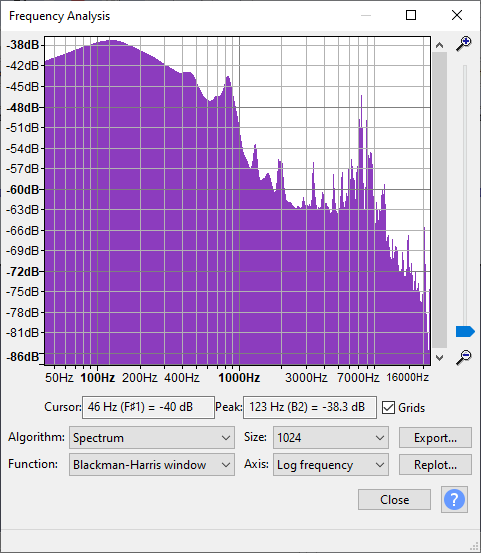 Frequency Analysis
-38dB
-42dB
-45dB
-48dB
-51dB
-54dB
-57dB
-60dB
-63dB
-66dB
-69dB
-72dB
-78dB
-81dB
-86dB
50Hz 100Hz 200Hz 400Hz 1000Hz 3000Hz 7000Hz 16000Hz
Cursor: 46 Hz (F♯1) = -40 dB Peak: 123 Hz (B2) = -38.3 dB Grids
Algorithm: Spectrum Size: 1024 Export...
Function: Blackman-Harris window Axis: Log frequency Replot...
Close ?